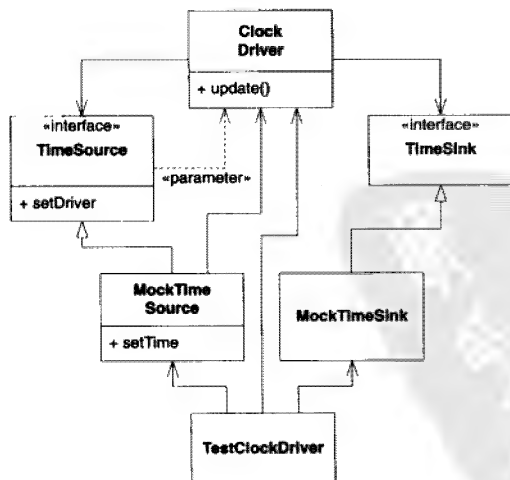 Clock
Driver
+ update()
«interface»
TimeSource
+ setDriver
«parameter»
«interface»
TimeSink
MockTime
Source
+ setTime
MockTimeSink
TestClockDriver